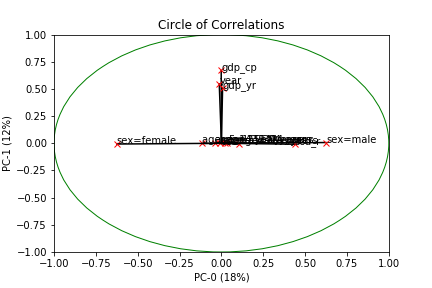 Circle of Correlations
1.00
0.75
0.50
0.25
0.00
−0.25
−0.50
−0.75
−1.00
PC-1 (12%)
gdp_cp
year
gdp_yr
sex=female
sex=male
−1.00 −0.75 −0.50 −0.25 0.00 0.25 0.50 0.75 1.00
PC-0 (18%)